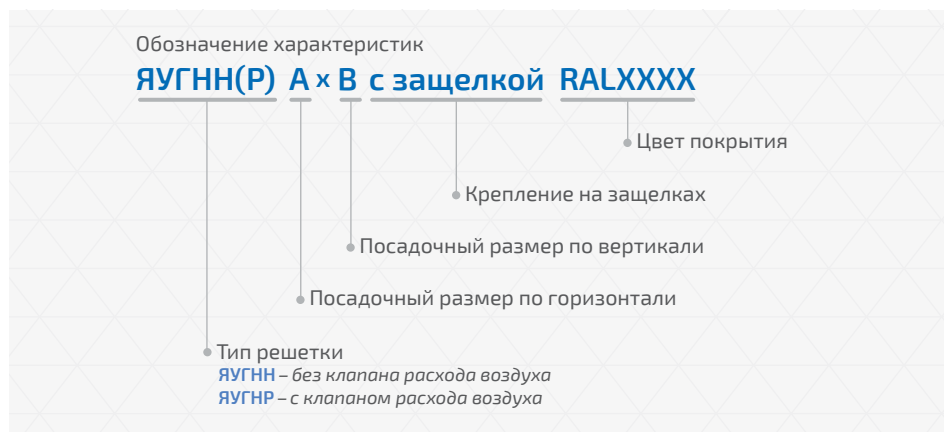 Обозначение характеристик
ЯУГНН(Р) A x B с защелкой RALXXXX
Цвет покрытия
Крепление на защелках
Посадочный размер по вертикали
Посадочный размер по горизонтали
Тип решетки
ЯУГНН – без клапана расхода воздуха
ЯУГНР – с клапаном расхода воздуха